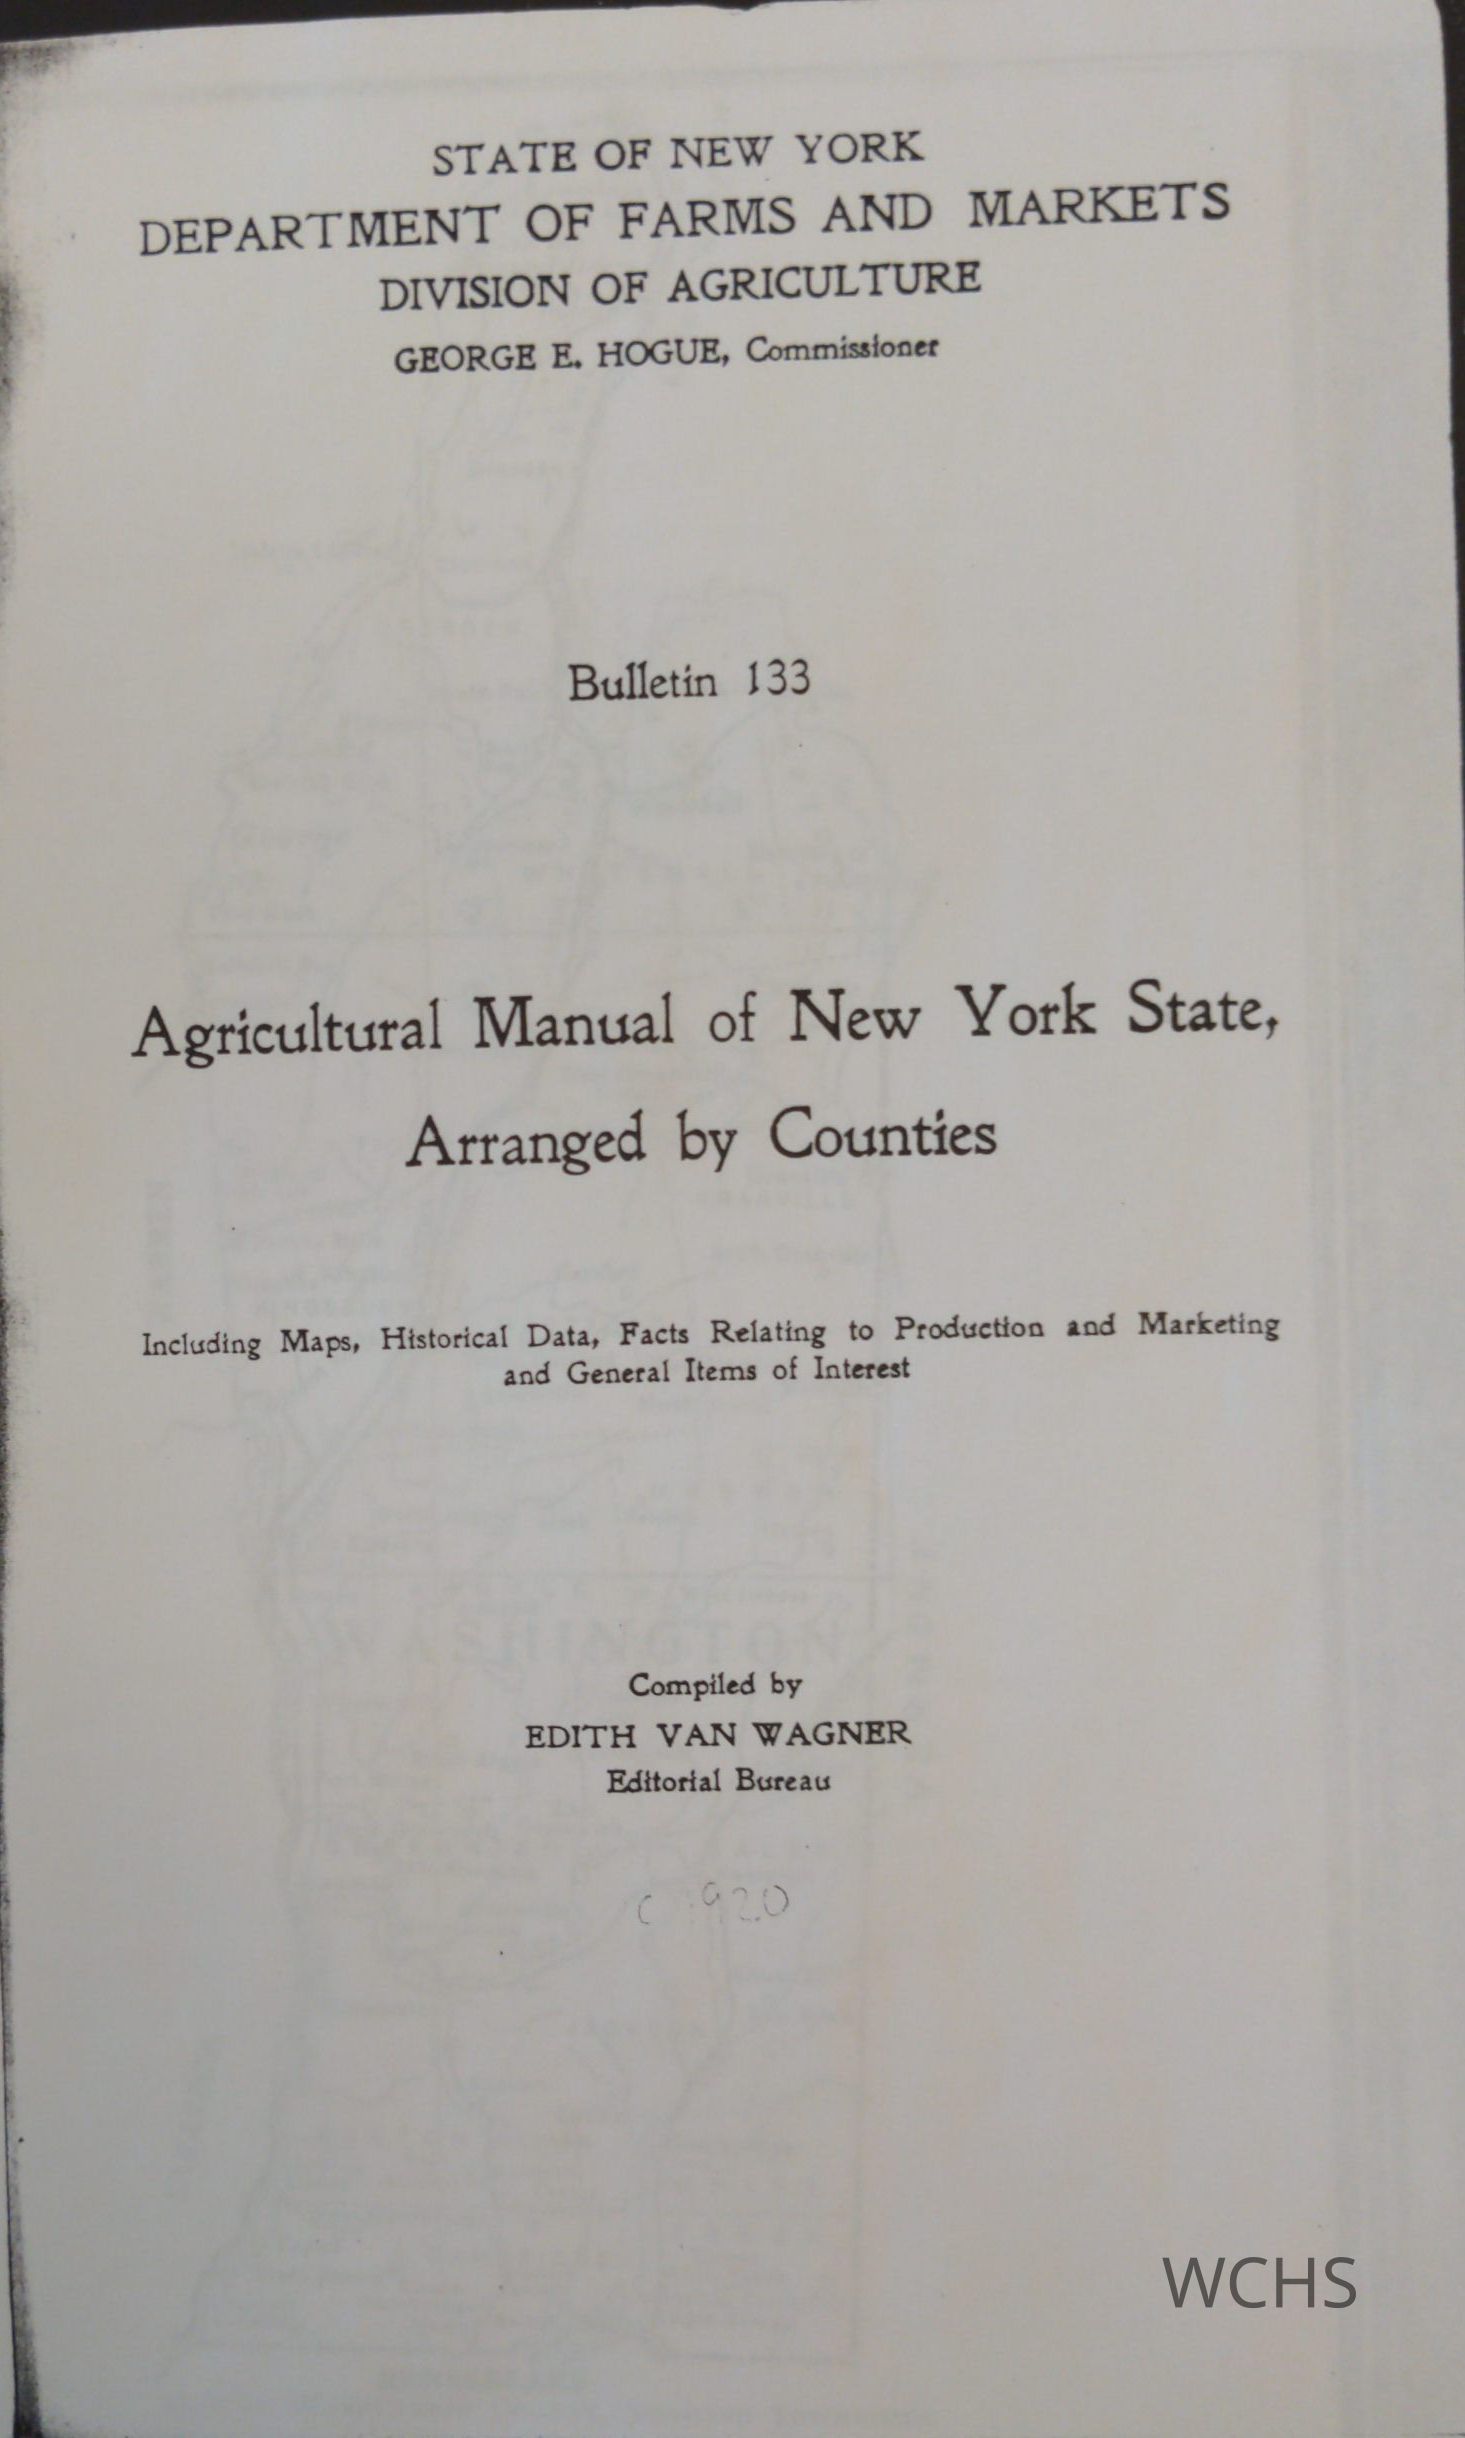 STATE OF NEW YORK
DEPARTMENT OF FARMS AND MARKETS
DIVISION OF AGRICULTURE
GEORGE E. HOGUE, Commissioner
Bulletin 133
Agricultural Manual of New York State,
Arranged by Counties
Including Maps, Historical Data, Facts Relating to Production and Marketing
and General Items of Interest
WASHINGTON
Compiled by
EDITH VAN WAGNER
Editorial Bureau
c 1920
WCHS